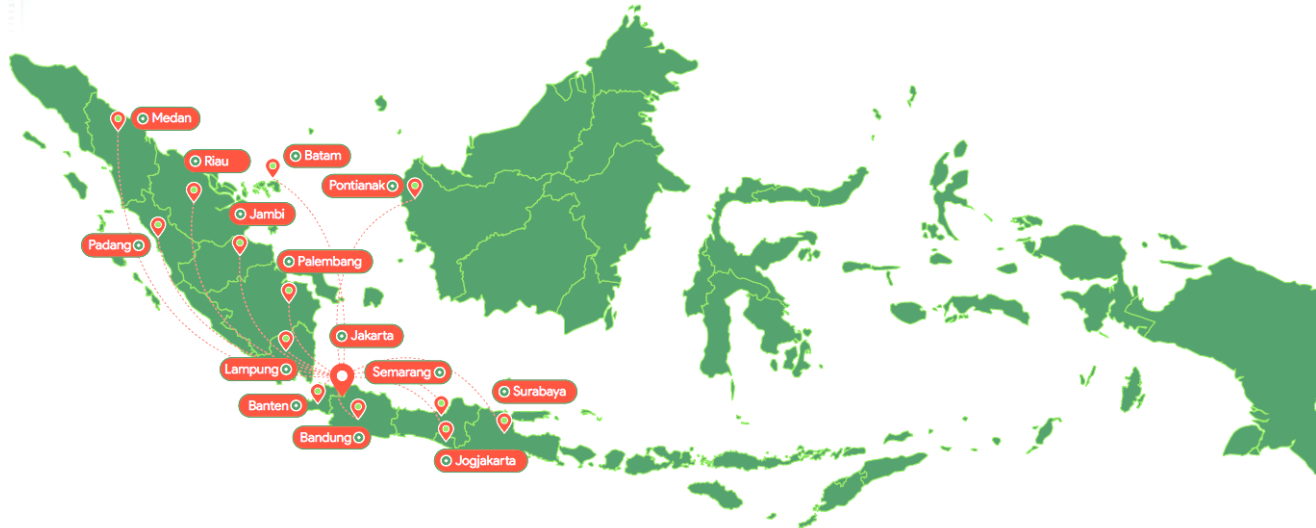 Medan
Batam
Riau
Pontianak
Jambi
Padang
Palembang
Jakarta
Lampung
Semarang
Surabaya
Banten
Bandung
Jogjakarta